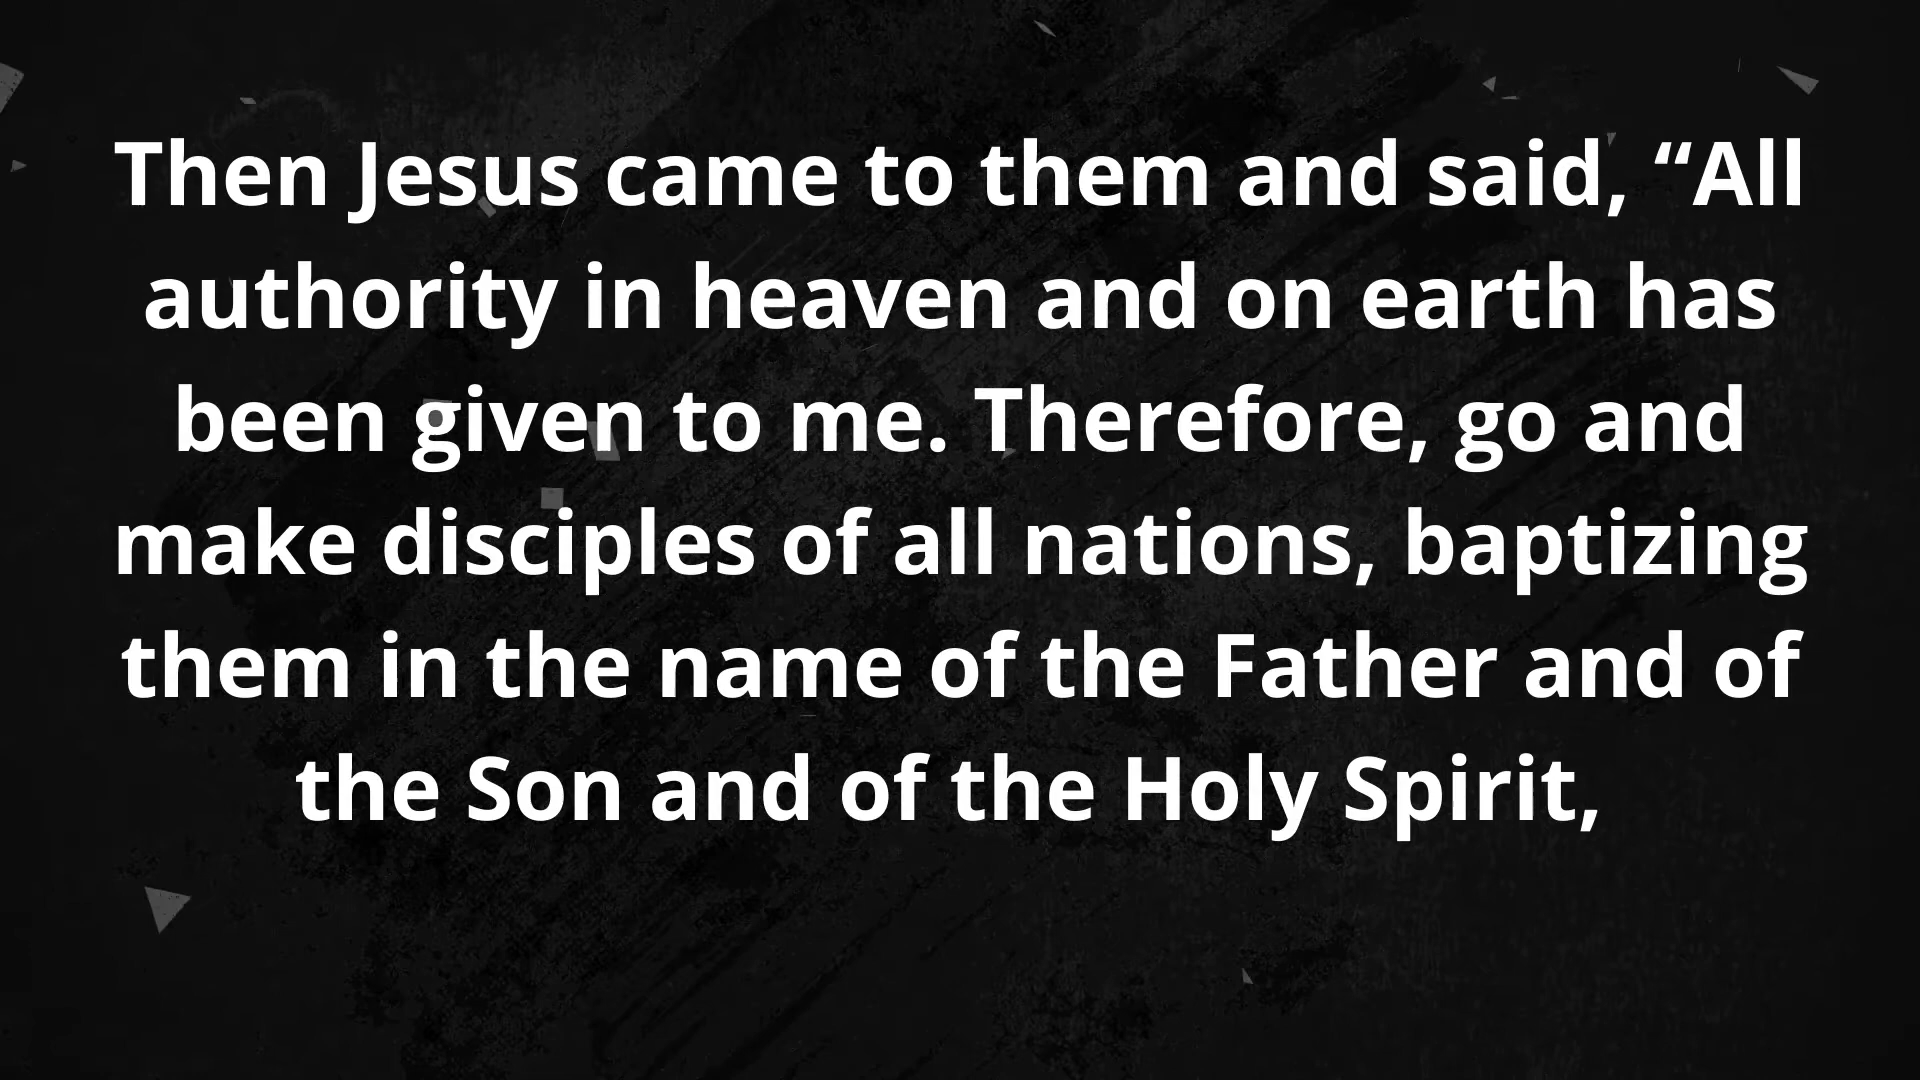 Then Jesus came to them and said, “All
authority in heaven and on earth has
been given to me. Therefore, go and
make disciples of all nations, baptizing
them in the name of the Father and of
the Son and of the Holy Spirit,